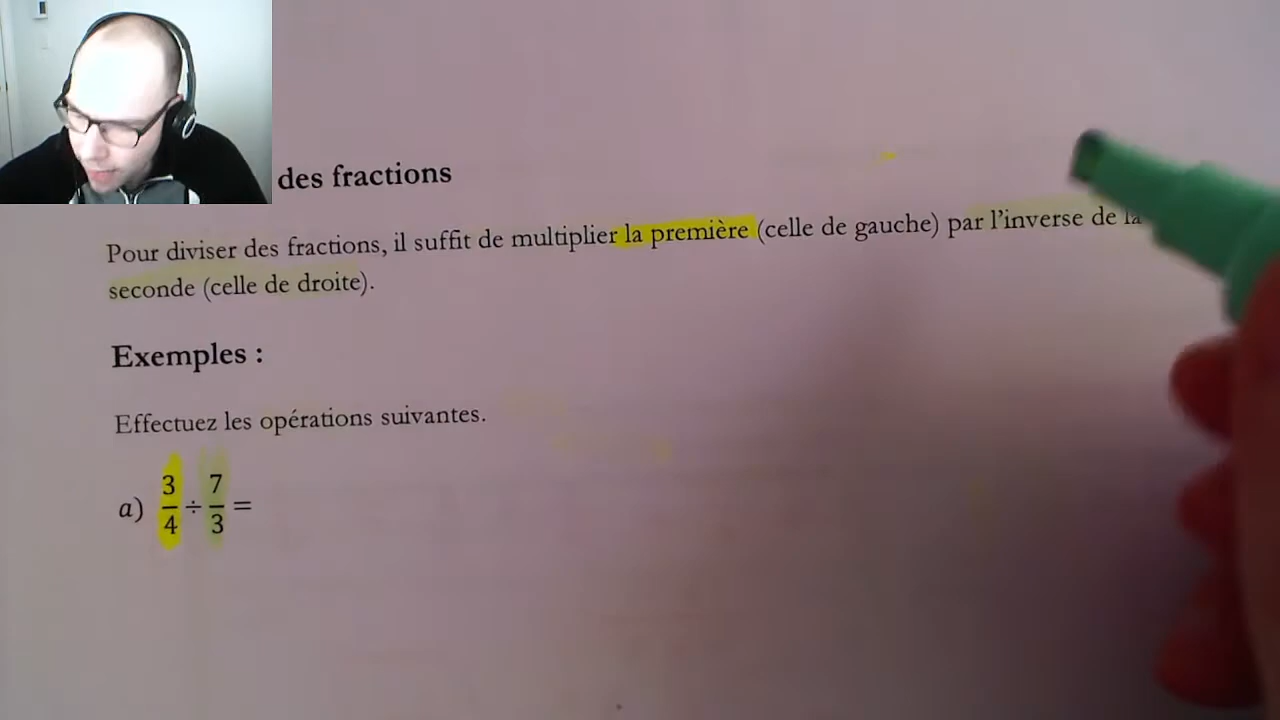 des fractions
Pour diviser des fractions, il suffit de multiplier la première (celle de gauche) par l'inverse de la
seconde (celle de droite).
Exemples :
Effectuez les opérations suivantes.
a) 3/4 ÷ 7/3 =